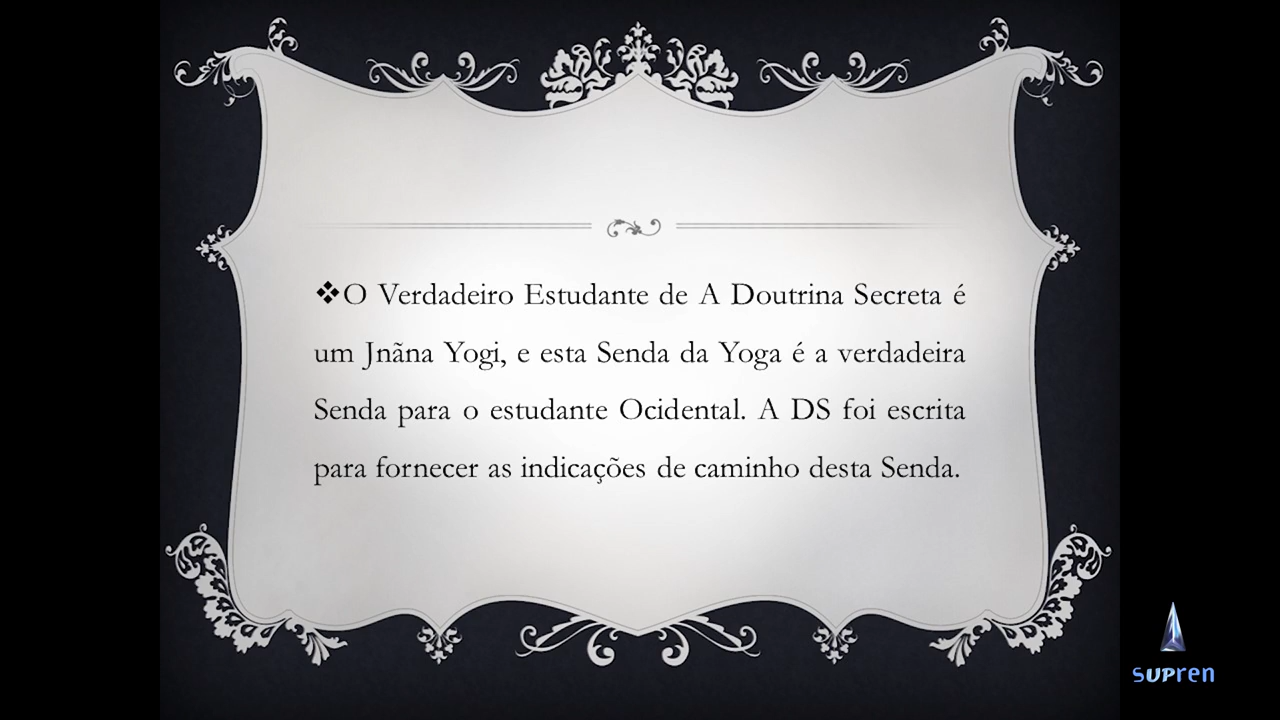 ❖O Verdadeiro Estudante de A Doutrina Secreta é
um Jnãna Yogi, e esta Senda da Yoga é a verdadeira
Senda para o estudante Ocidental. A DS foi escrita
para fornecer as indicações de caminho desta Senda.
supren